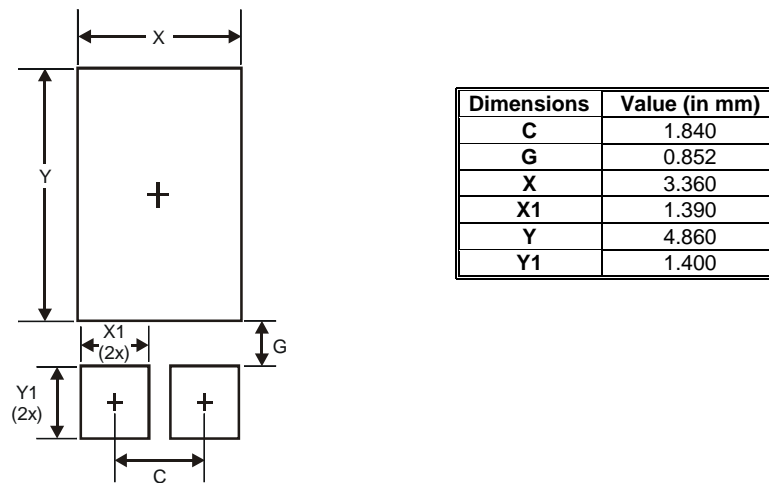 X
Y
X1
(2x)
G
Y1
(2x)
C
Dimensions Value (in mm)
C 1.840
G 0.852
X 3.360
X1 1.390
Y 4.860
Y1 1.400